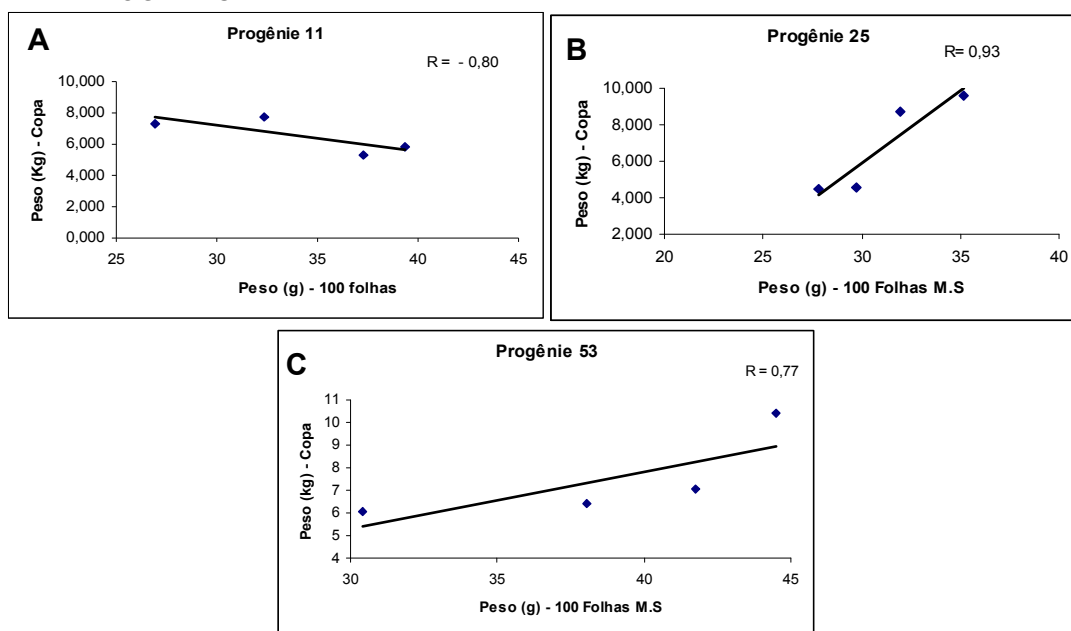 A
Progênie 11
R = - 0,80
Peso (Kg) - Copa
10,000
8,000
6,000
4,000
2,000
0,000
25 30 35 40 45
Peso (g) - 100 folhas
B
Progênie 25
R= 0,93
Peso (kg) - Copa
10,000
8,000
6,000
4,000
2,000
20 25 30 35 40
Peso (g) - 100 Folhas M.S
C
Progênie 53
R = 0,77
Peso (kg) - Copa
11
10
9
8
7
6
5
4
30 35 40 45
Peso (g) - 100 Folhas M.S